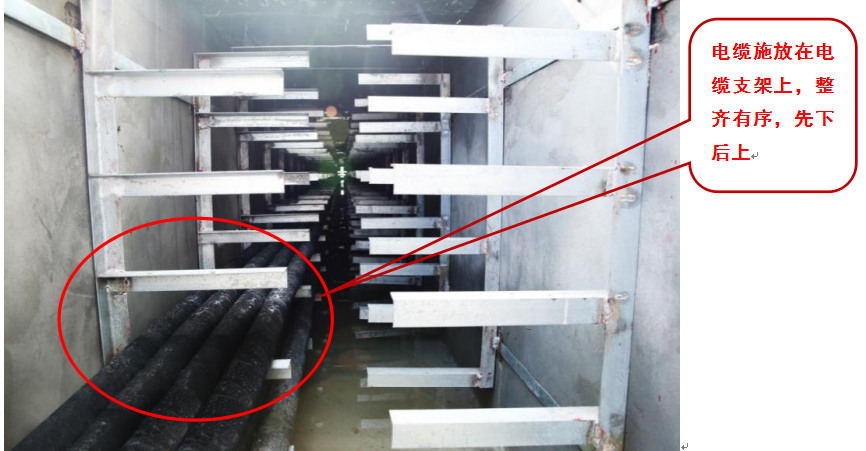 电缆施放在电
缆支架上，整
齐有序，先下
后上